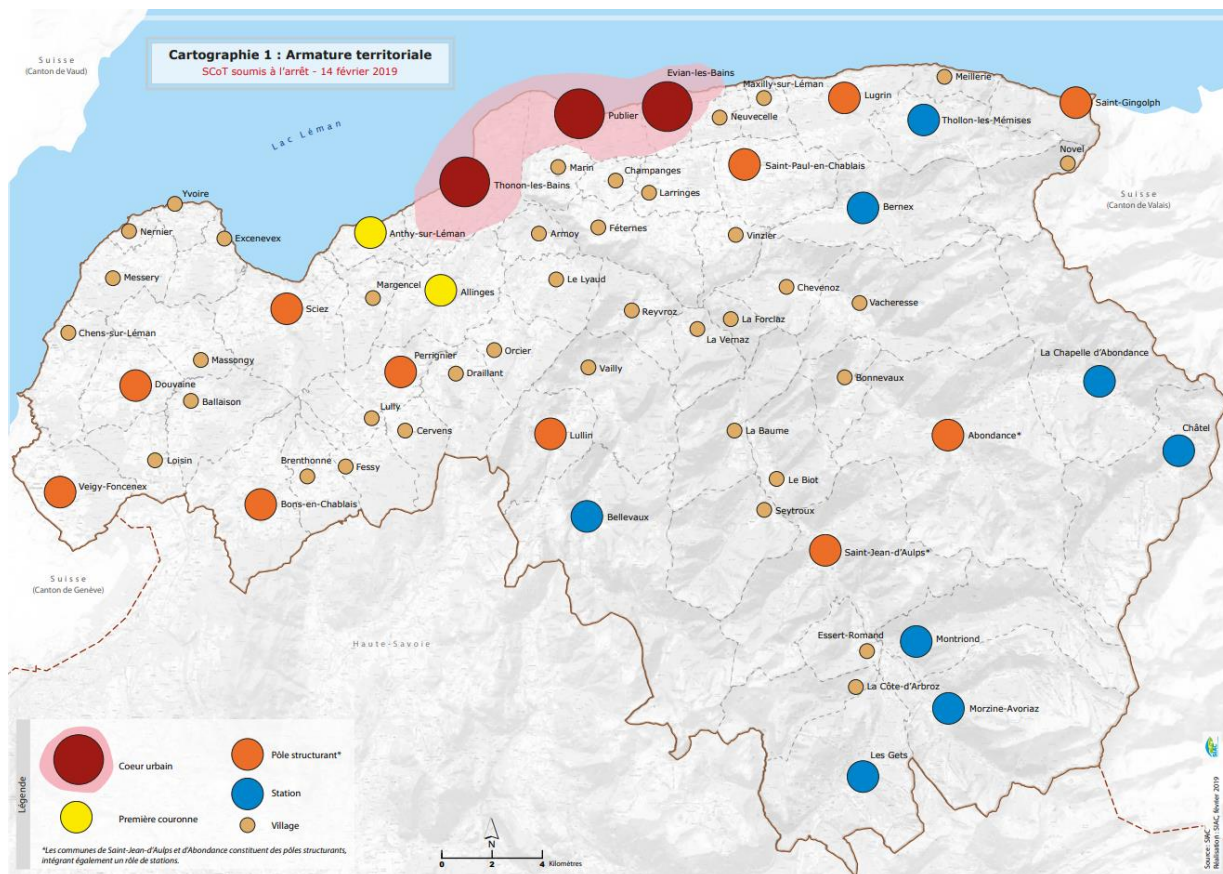 Cartographie 1 : Armature territoriale
SCoT soumis à l'arrêt - 14 février 2019
Suisse
(Canton de Vaud)
Lac Léman
Evian-les-Bains
Publier
Maxilly-sur-Léman
Neuvecelle
Lugrin
Meillerie
Thollon-les-Mémises
Saint-Gingolph
Novel
Suisse
(Canton de Valais)
Thonon-les-Bains
Marin
Champanges
Larringes
Saint-Paul-en-Chablais
Bernex
Yvoire
Nernier
Excenevex
Anthy-sur-Léman
Armoy
Féternes
Vinzier
Messery
Margencel
Allinges
Le Lyaud
Chevenoz
Vacheresse
Sciez
Reyvroz
La Forclaz
La Vernaz
Chens-sur-Léman
Massongy
Perrignier
Orcier
Draillant
Vailly
Bonnevaux
La Chapelle d'Abondance
Douvaine
Ballaison
Lully
Cervens
Lullin
La Baume
Abondance*
Châtel
Loisin
Brenthonne
Fessy
Le Biot
Veigy-Foncenex
Bons-en-Chablais
Bellevaux
Seytroux
Saint-Jean-d'Aulps*
Suisse
(Canton de Genève)
Haute-Savoie
Essert-Romand
Montriond
La Côte-d'Arbroz
Morzine-Avoriaz
Les Gets
Légende
Coeur urbain
Première couronne
Pôle structurant*
Station
Village
*Les communes de Saint-Jean-d'Aulps et d'Abondance constituent des pôles structurants,
intégrant également un rôle de stations.
N
0 2 4 Kilomètres
siac
Source : SIAC
Réalisation : SIAC, février 2019